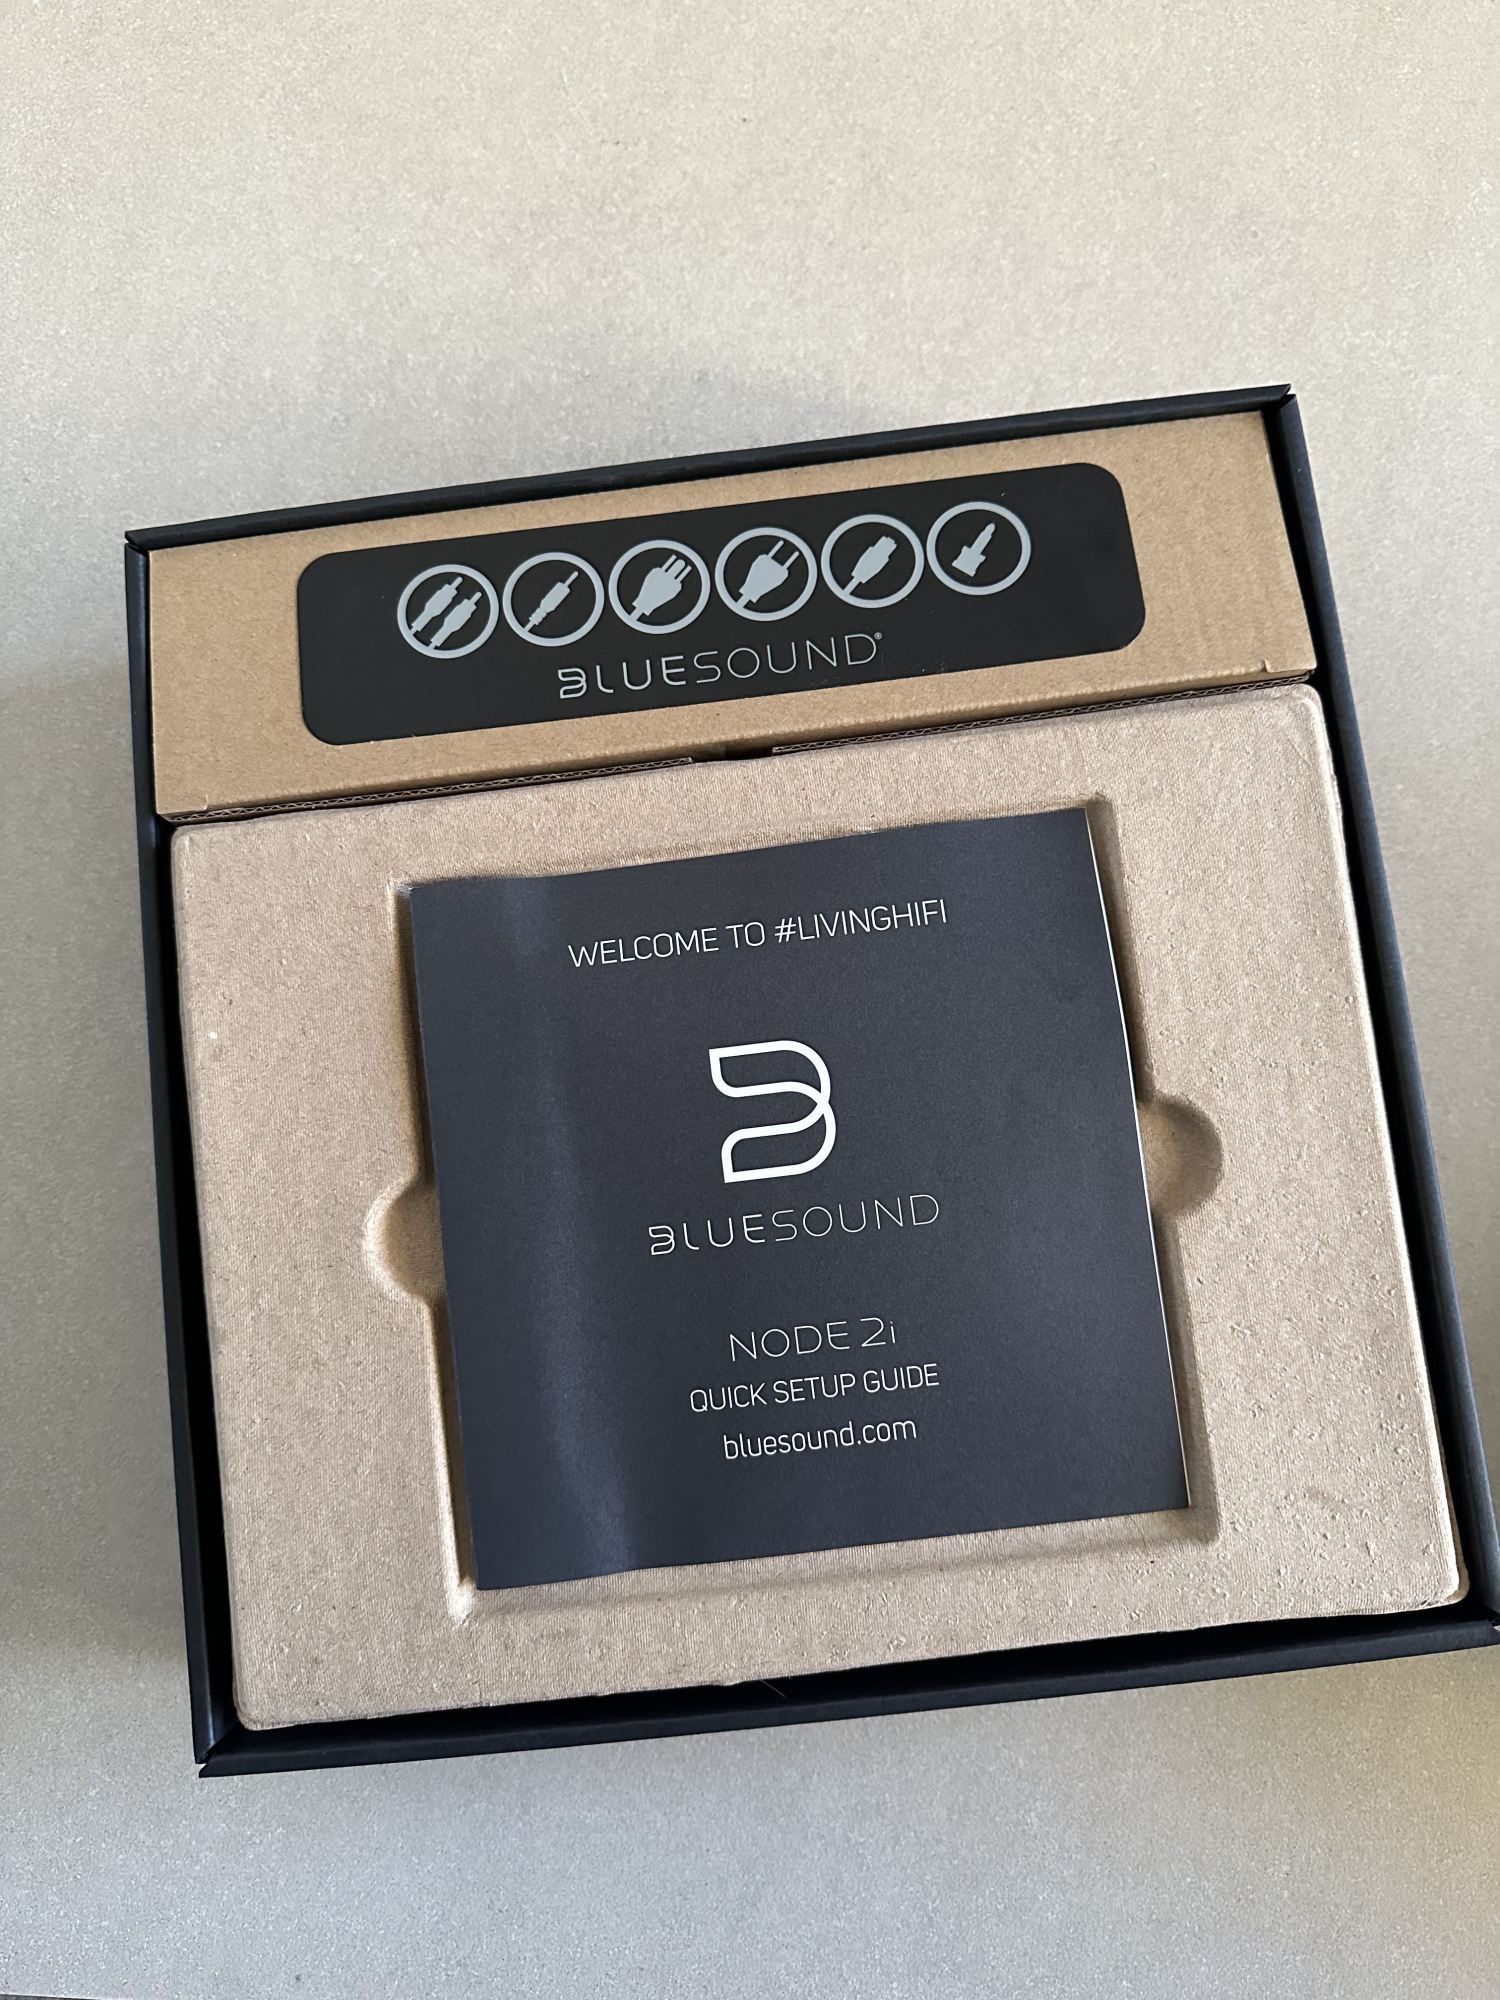 BLUESOUND®
WELCOME TO #LIVINGHIFI
BLUESOUND
NODE 2i
QUICK SETUP GUIDE
bluesound.com